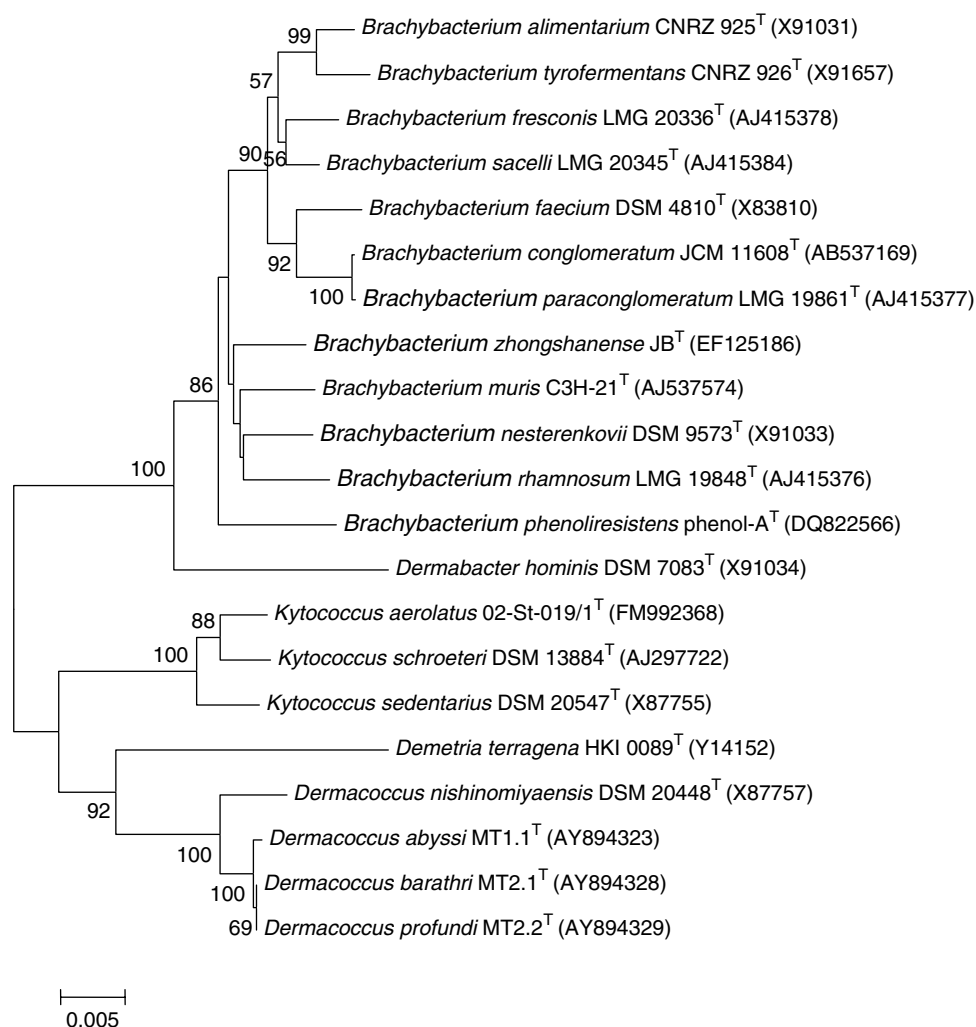 99 Brachybacterium alimentarium CNRZ 925T (X91031)
Brachybacterium tyrofermentans CNRZ 926T (X91657)
57
Brachybacterium fresconis LMG 20336T (AJ415378)
90 56 Brachybacterium sacelli LMG 20345T (AJ415384)
Brachybacterium faecium DSM 4810T (X83810)
92 Brachybacterium conglomeratum JCM 11608T (AB537169)
100 Brachybacterium paraconglomeratum LMG 19861T (AJ415377)
Brachybacterium zhongshanense JBT (EF125186)
86 Brachybacterium muris C3H-21T (AJ537574)
Brachybacterium nesterenkovii DSM 9573T (X91033)
100 Brachybacterium rhamnosum LMG 19848T (AJ415376)
Brachybacterium phenoliresistens phenol-AT (DQ822566)
Dermabacter hominis DSM 7083T (X91034)
88 Kytococcus aerolatus 02-St-019/1T (FM992368)
100 Kytococcus schroeteri DSM 13884T (AJ297722)
Kytococcus sedentarius DSM 20547T (X87755)
Demetria terragena HKI 0089T (Y14152)
92 Dermacoccus nishinomiyaensis DSM 20448T (X87757)
Dermacoccus abyssi MT1.1T (AY894323)
100
100 Dermacoccus barathri MT2.1T (AY894328)
69 Dermacoccus profundi MT2.2T (AY894329)
0.005